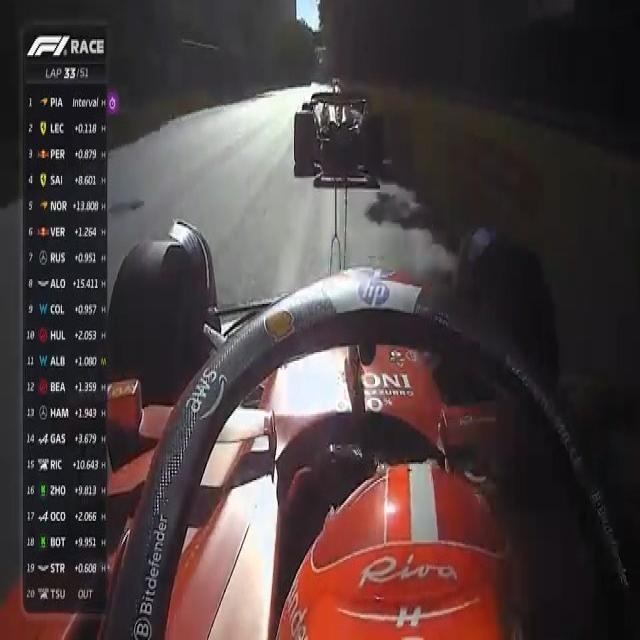 F1 RACE
LAP 33/51
1 PIA Interval H
2 LEC +0.118 H
3 PER +0.879 H
4 SAI +8.601 H
5 NOR +13.808 H
6 VER +1.264 H
7 RUS +0.951 H
8 ALO +15.411 H
9 COL +0.957 H
10 HUL +2.053 H
11 ALB +1.080 M
12 BEA +1.359 H
13 HAM +1.943 H
14 GAS +3.679 H
15 RIC +10.643 H
16 ZHO +9.813 H
17 OCO +2.066 H
18 BOT +9.951 H
19 STR +0.608 H
20 TSU OUT
hp
aws
Bitdefender
Riva
H